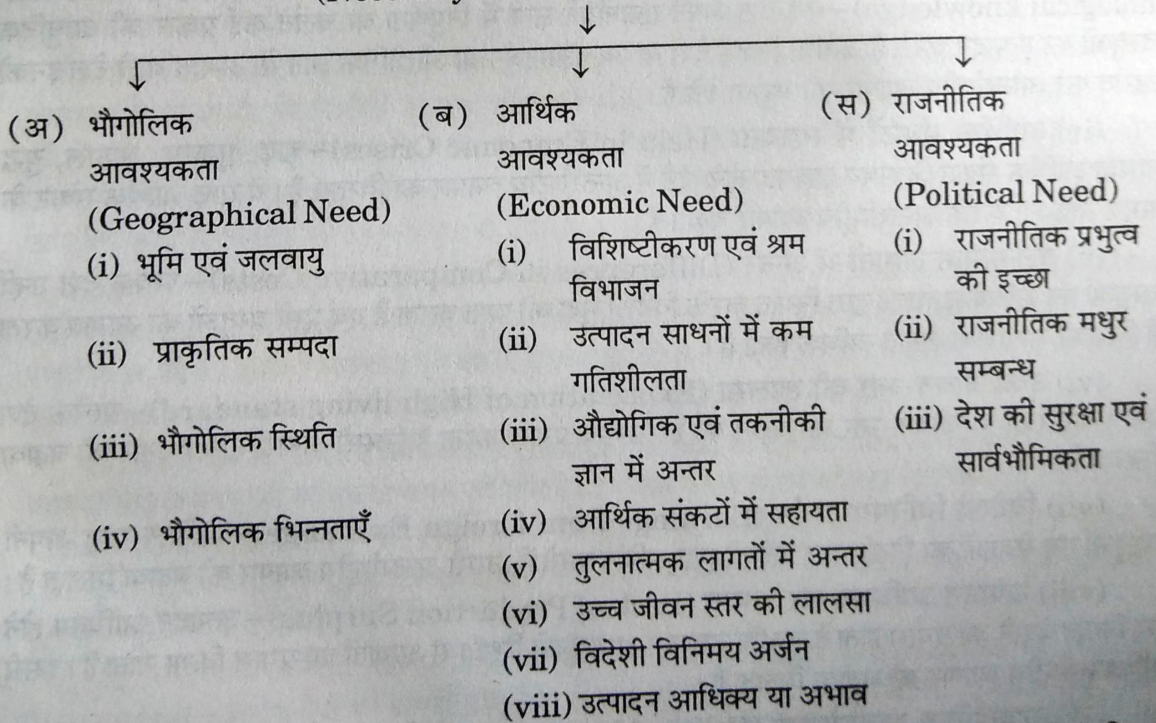 (अ) भौगोलिक
आवश्यकता
(Geographical Need)
(i) भूमि एवं जलवायु
(ii) प्राकृतिक सम्पदा
(iii) भौगोलिक स्थिति
(iv) भौगोलिक भिन्नताएँ
(ब) आर्थिक
आवश्यकता
(Economic Need)
(i) विशिष्टीकरण एवं श्रम
विभाजन
(ii) उत्पादन साधनों में कम
गतिशीलता
(iii) औद्योगिक एवं तकनीकी
ज्ञान में अन्तर
(iv) आर्थिक संकटों में सहायता
(v) तुलनात्मक लागतों में अन्तर
(vi) उच्च जीवन स्तर की लालसा
(vii) विदेशी विनिमय अर्जन
(viii) उत्पादन आधिक्य या अभाव
(स) राजनीतिक
आवश्यकता
(Political Need)
(i) राजनीतिक प्रभुत्व
की इच्छा
(ii) राजनीतिक मधुर
सम्बन्ध
(iii) देश की सुरक्षा एवं
सार्वभौमिकता